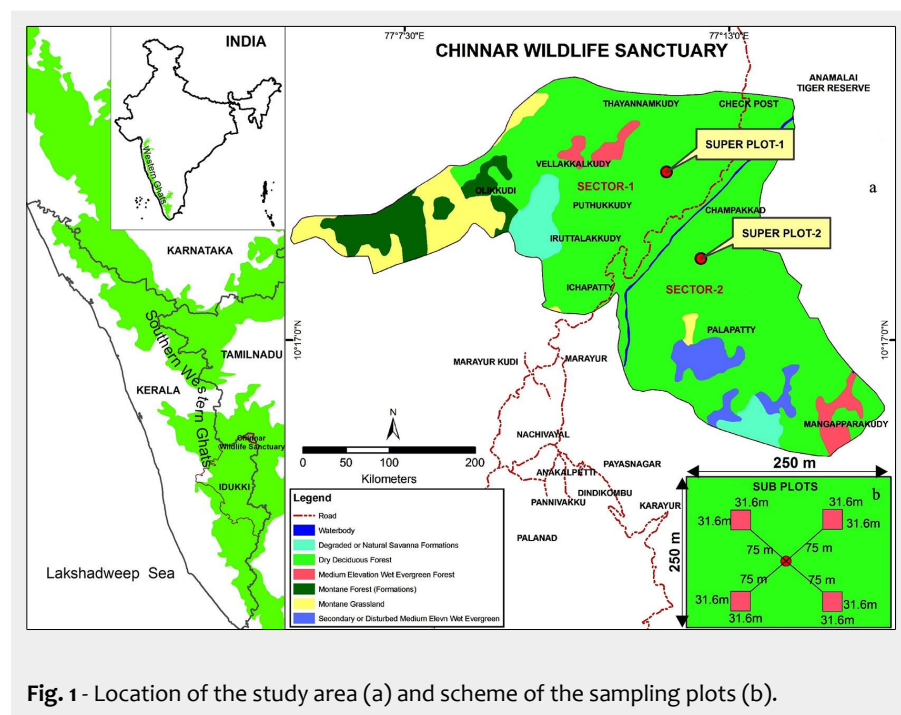 INDIA
Western Ghats
KARNATAKA
Southern Western Ghats
TAMILNADU
KERALA
Chinnar
Wildlife Sanctuary
IDUKKI
Lakshadweep Sea
77°7'30"E
77°13'0"E
CHINNAR WILDLIFE SANCTUARY
ANAMALAI
TIGER RESERVE
THAYANNAMKUDY
CHECK POST
SUPER PLOT-1
a
VELLAKKALKUDY
OLIKKUDI
SECTOR-1
PUTHUKKUDY
CHAMPAKKAD
SUPER PLOT-2
IRUTTALAKKUDY
ICHAPATTY
SECTOR-2
10°17'0"N
10°17'0"N
PALAPATTY
MARAYUR KUDI
MARAYUR
MANGAPPARAKUDY
N
NACHIVAYAL
0 50 100 200
Kilometers
ANAKALPETTI
PAYASNAGAR
DINDIKOMBU
PANNIVAKKU
KARAYUR
PALANAD
Legend
Road
Waterbody
Degraded or Natural Savanna Formations
Dry Deciduous Forest
Medium Elevation Wet Evergreen Forest
Montane Forest (Formations)
Montane Grassland
Secondary or Disturbed Medium Elevn Wet Evergreen
250 m
250 m
SUB PLOTS
b
31.6m
31.6m
31.6m
31.6m
75 m
75 m
75 m
75 m
31.6m
31.6m
31.6m
31.6m
Fig. 1 - Location of the study area (a) and scheme of the sampling plots (b).